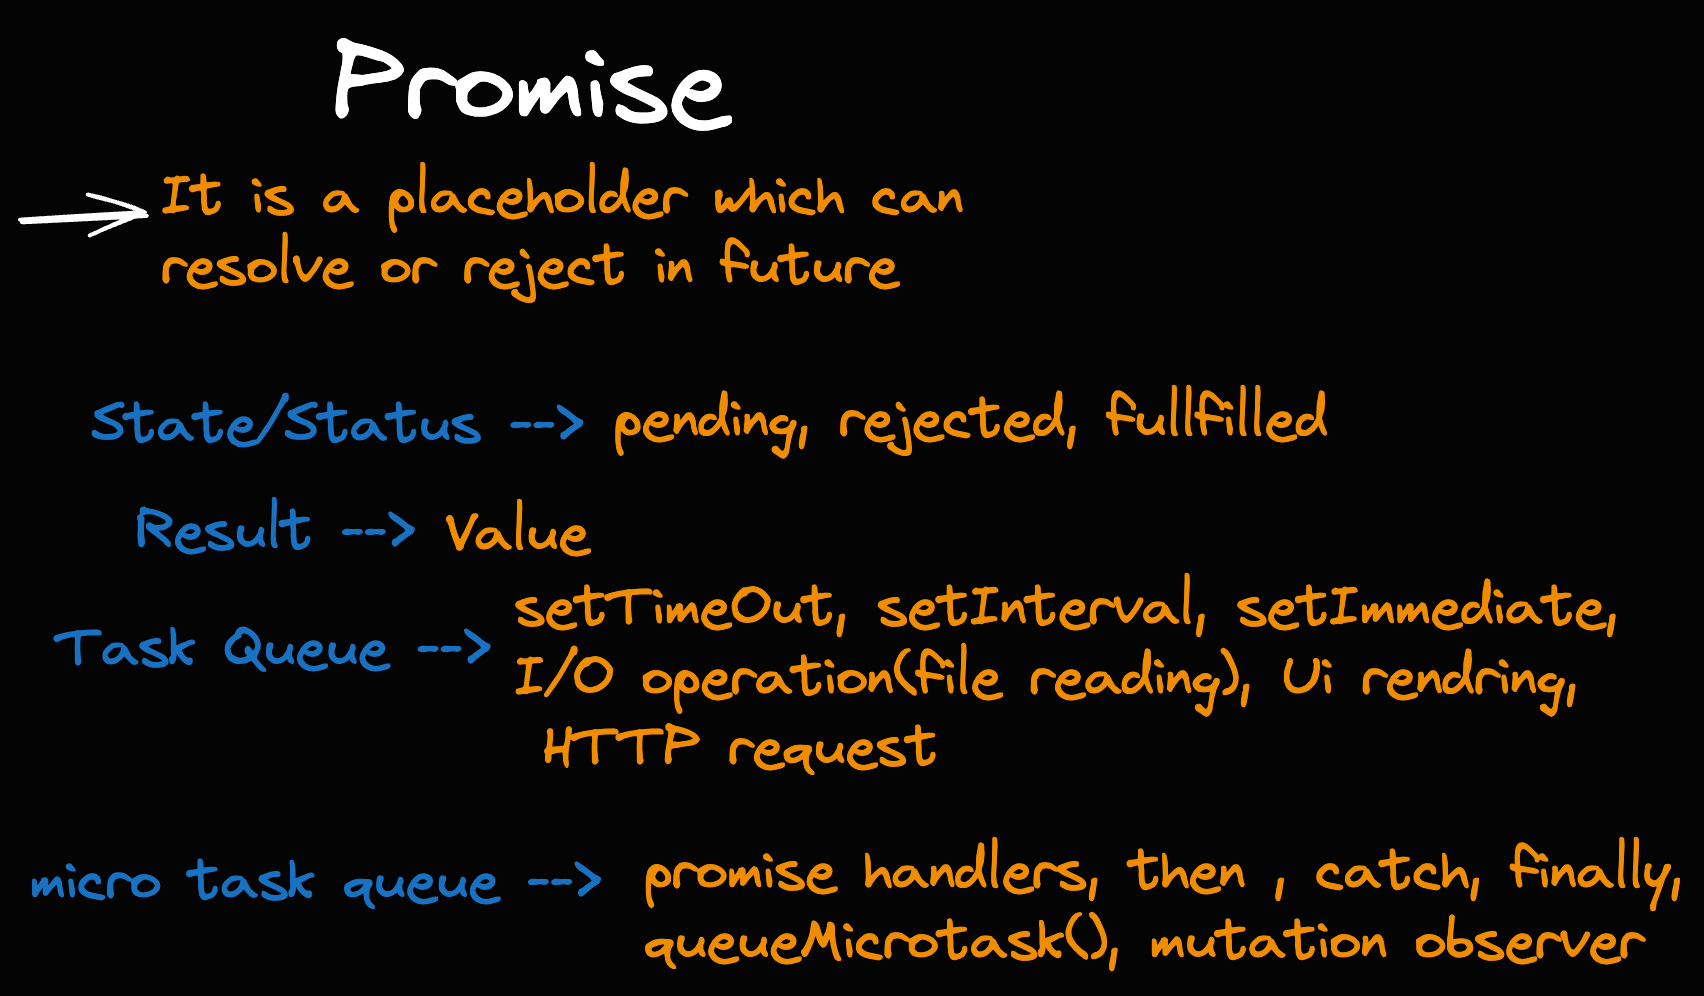 Promise
It is a placeholder which can
resolve or reject in future
State/Status --> pending, rejected, fullfilled
Result --> Value
Task Queue --> setTimeOut, setInterval, setImmediate,
I/O operation(file reading), Ui rendring,
HTTP request
micro task queue --> promise handlers, then , catch, finally,
queueMicrotask(), mutation observer